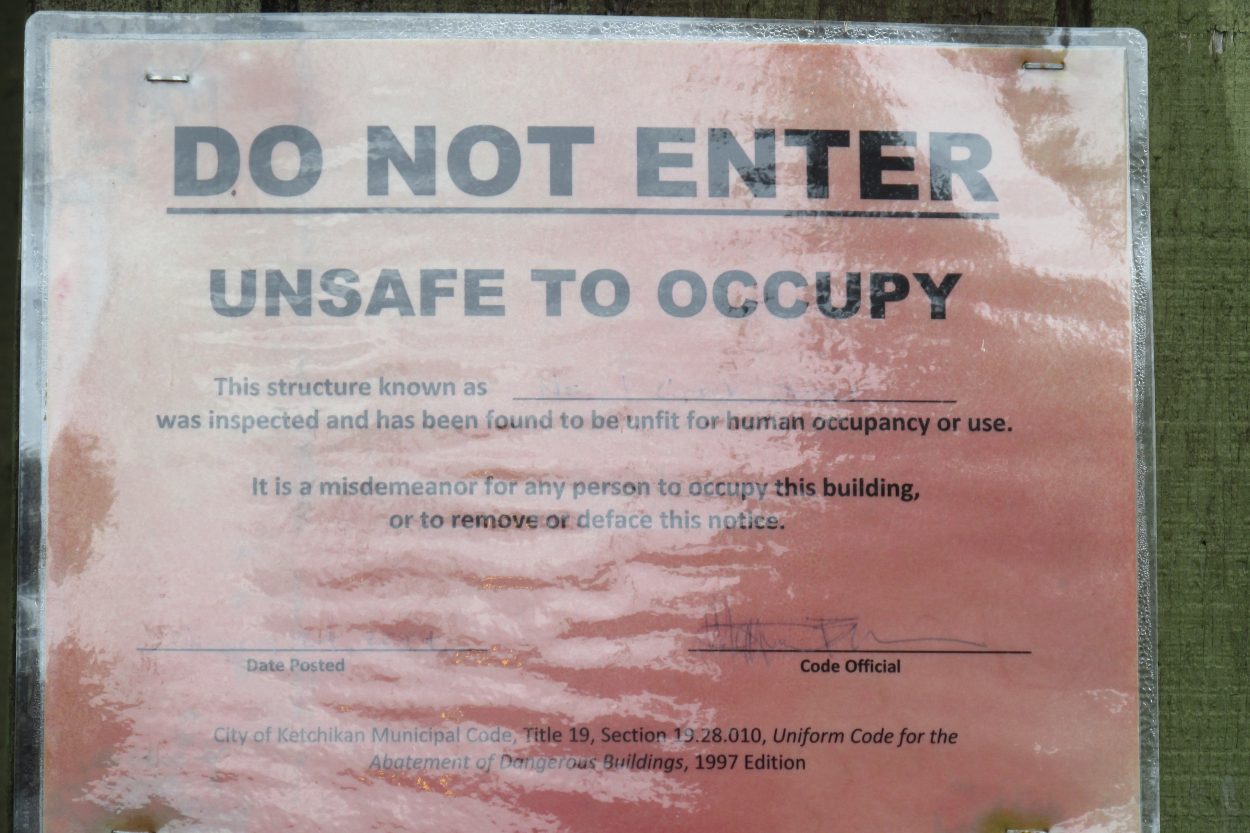 DO NOT ENTER
UNSAFE TO OCCUPY
This structure known as
was inspected and has been found to be unfit for human occupancy or use.
It is a misdemeanor for any person to occupy this building,
or to remove or deface this notice.
Date Posted
Code Official
City of Ketchikan Municipal Code, Title 19, Section 19.28.010, Uniform Code for the
Abatement of Dangerous Buildings, 1997 Edition